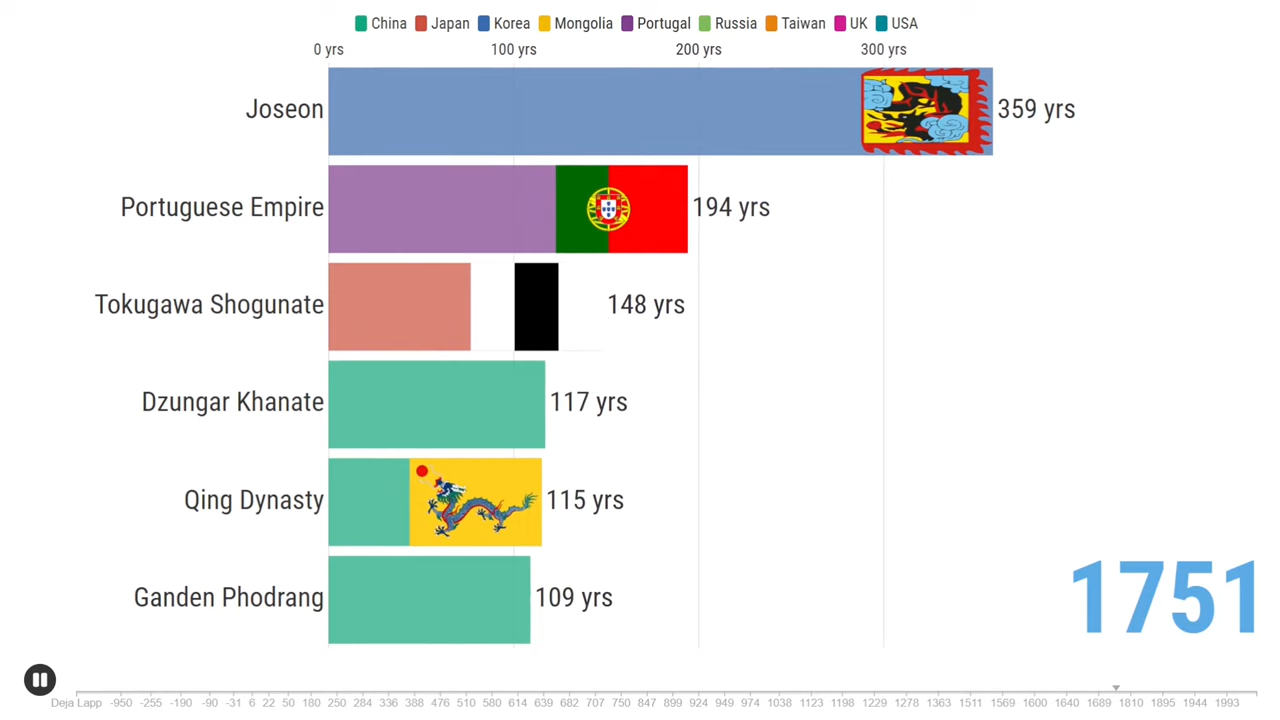 China Japan Korea Mongolia Portugal Russia Taiwan UK USA
0 yrs 100 yrs 200 yrs 300 yrs
Joseon 359 yrs
Portuguese Empire 194 yrs
Tokugawa Shogunate 148 yrs
Dzungar Khanate 117 yrs
Qing Dynasty 115 yrs
Ganden Phodrang 109 yrs
1751
Deja Lapp -950 -255 -190 -90 -31 6 22 50 180 250 284 336 388 476 510 580 614 639 682 707 750 847 899 924 974 1038 1123 1198 1229 1278 1363 1511 1600 1640 1689 1810 1895 1944 1993